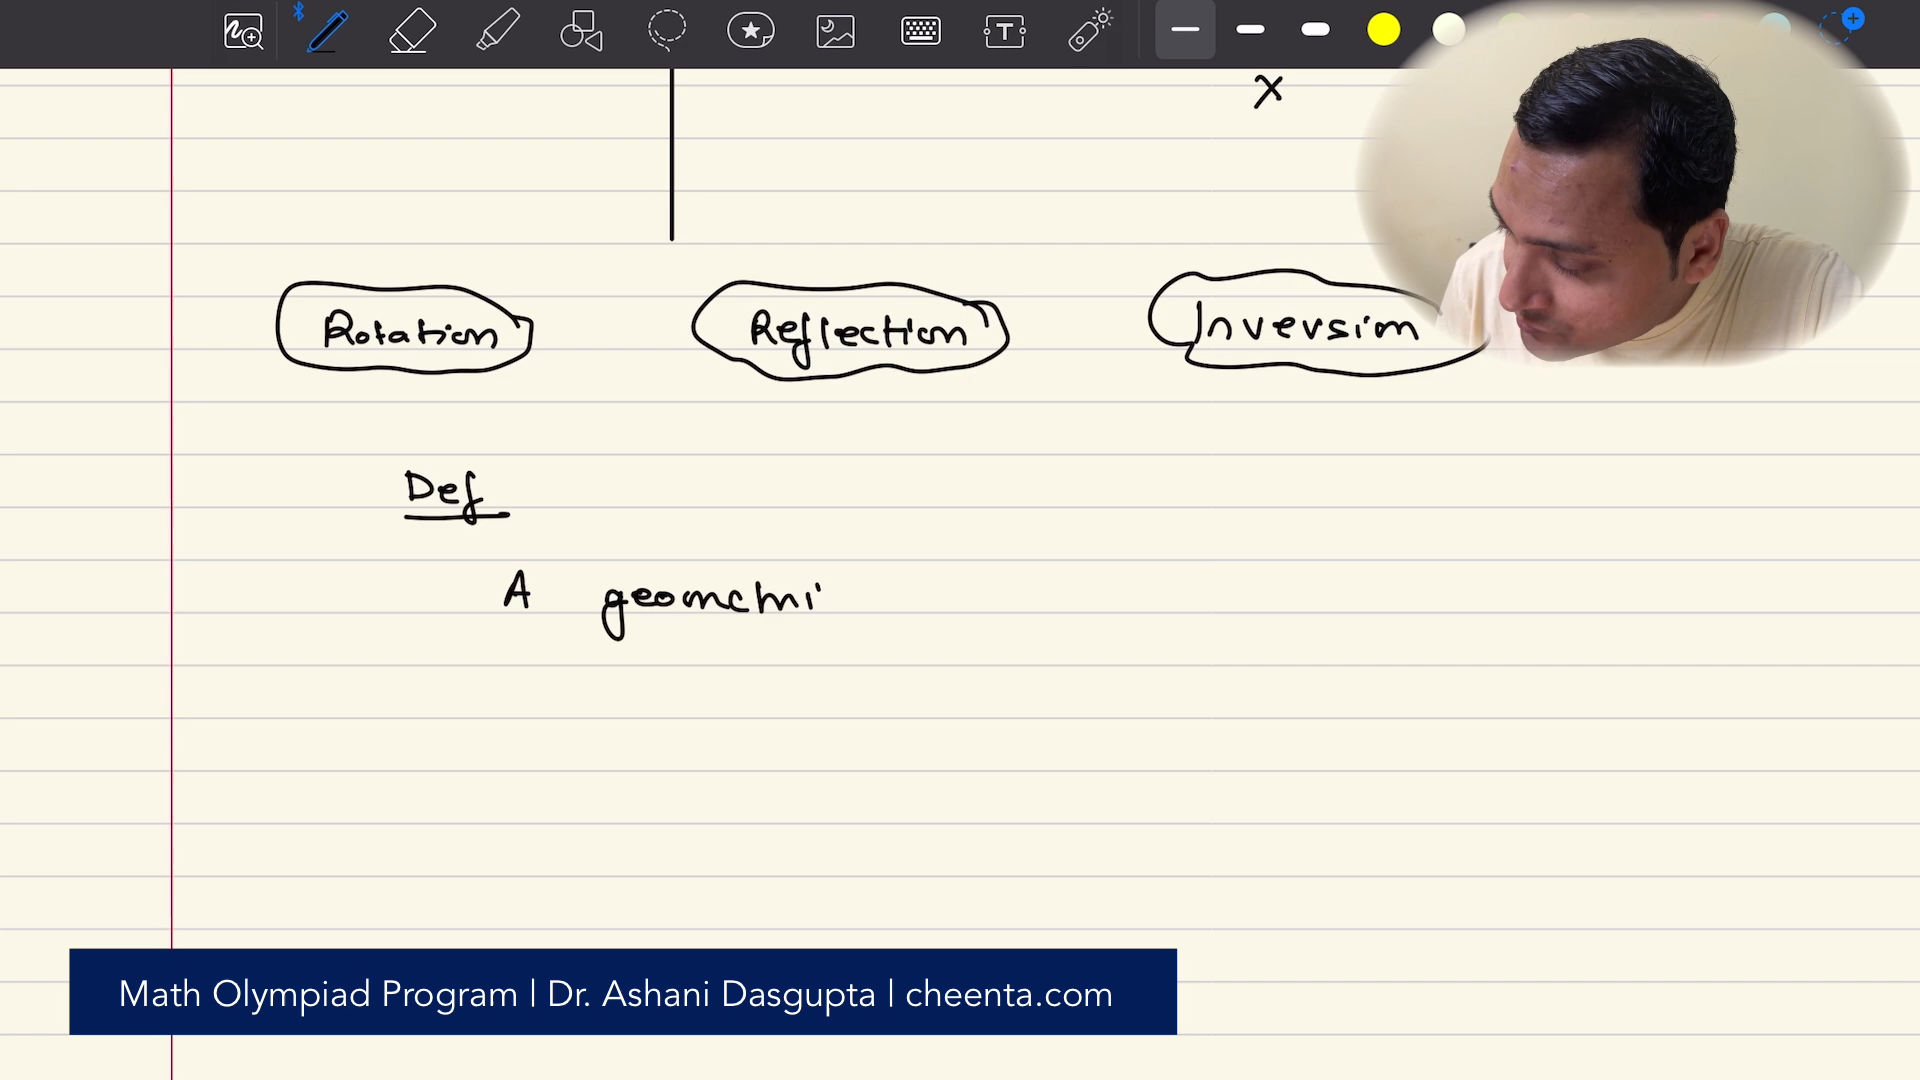 X
Rotation Reflection Inversion
Def
A geometri
Math Olympiad Program | Dr. Ashani Dasgupta | cheenta.com